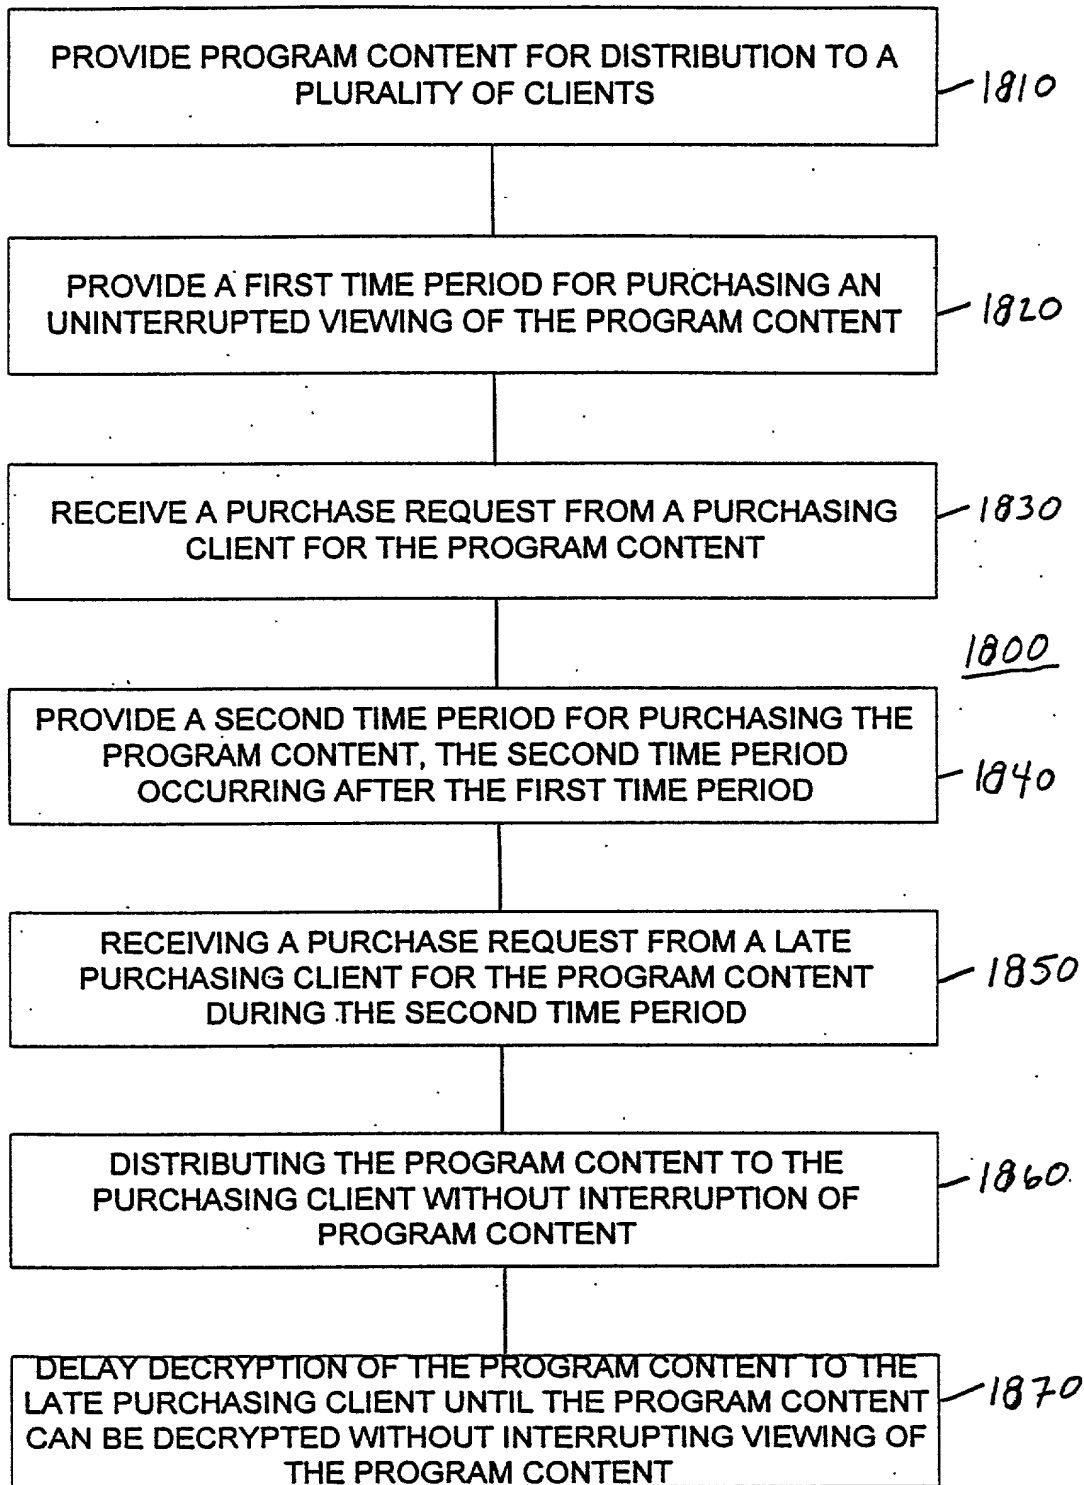 PROVIDE PROGRAM CONTENT FOR DISTRIBUTION TO A
PLURALITY OF CLIENTS
1810
PROVIDE A FIRST TIME PERIOD FOR PURCHASING AN
UNINTERRUPTED VIEWING OF THE PROGRAM CONTENT
1820
RECEIVE A PURCHASE REQUEST FROM A PURCHASING
CLIENT FOR THE PROGRAM CONTENT
1830
1800
PROVIDE A SECOND TIME PERIOD FOR PURCHASING THE
PROGRAM CONTENT, THE SECOND TIME PERIOD
OCCURRING AFTER THE FIRST TIME PERIOD
1840
RECEIVING A PURCHASE REQUEST FROM A LATE
PURCHASING CLIENT FOR THE PROGRAM CONTENT
DURING THE SECOND TIME PERIOD
1850
DISTRIBUTING THE PROGRAM CONTENT TO THE
PURCHASING CLIENT WITHOUT INTERRUPTION OF
PROGRAM CONTENT
1860
DELAY DECRYPTION OF THE PROGRAM CONTENT TO THE
LATE PURCHASING CLIENT UNTIL THE PROGRAM CONTENT
CAN BE DECRYPTED WITHOUT INTERRUPTING VIEWING OF
THE PROGRAM CONTENT
1870